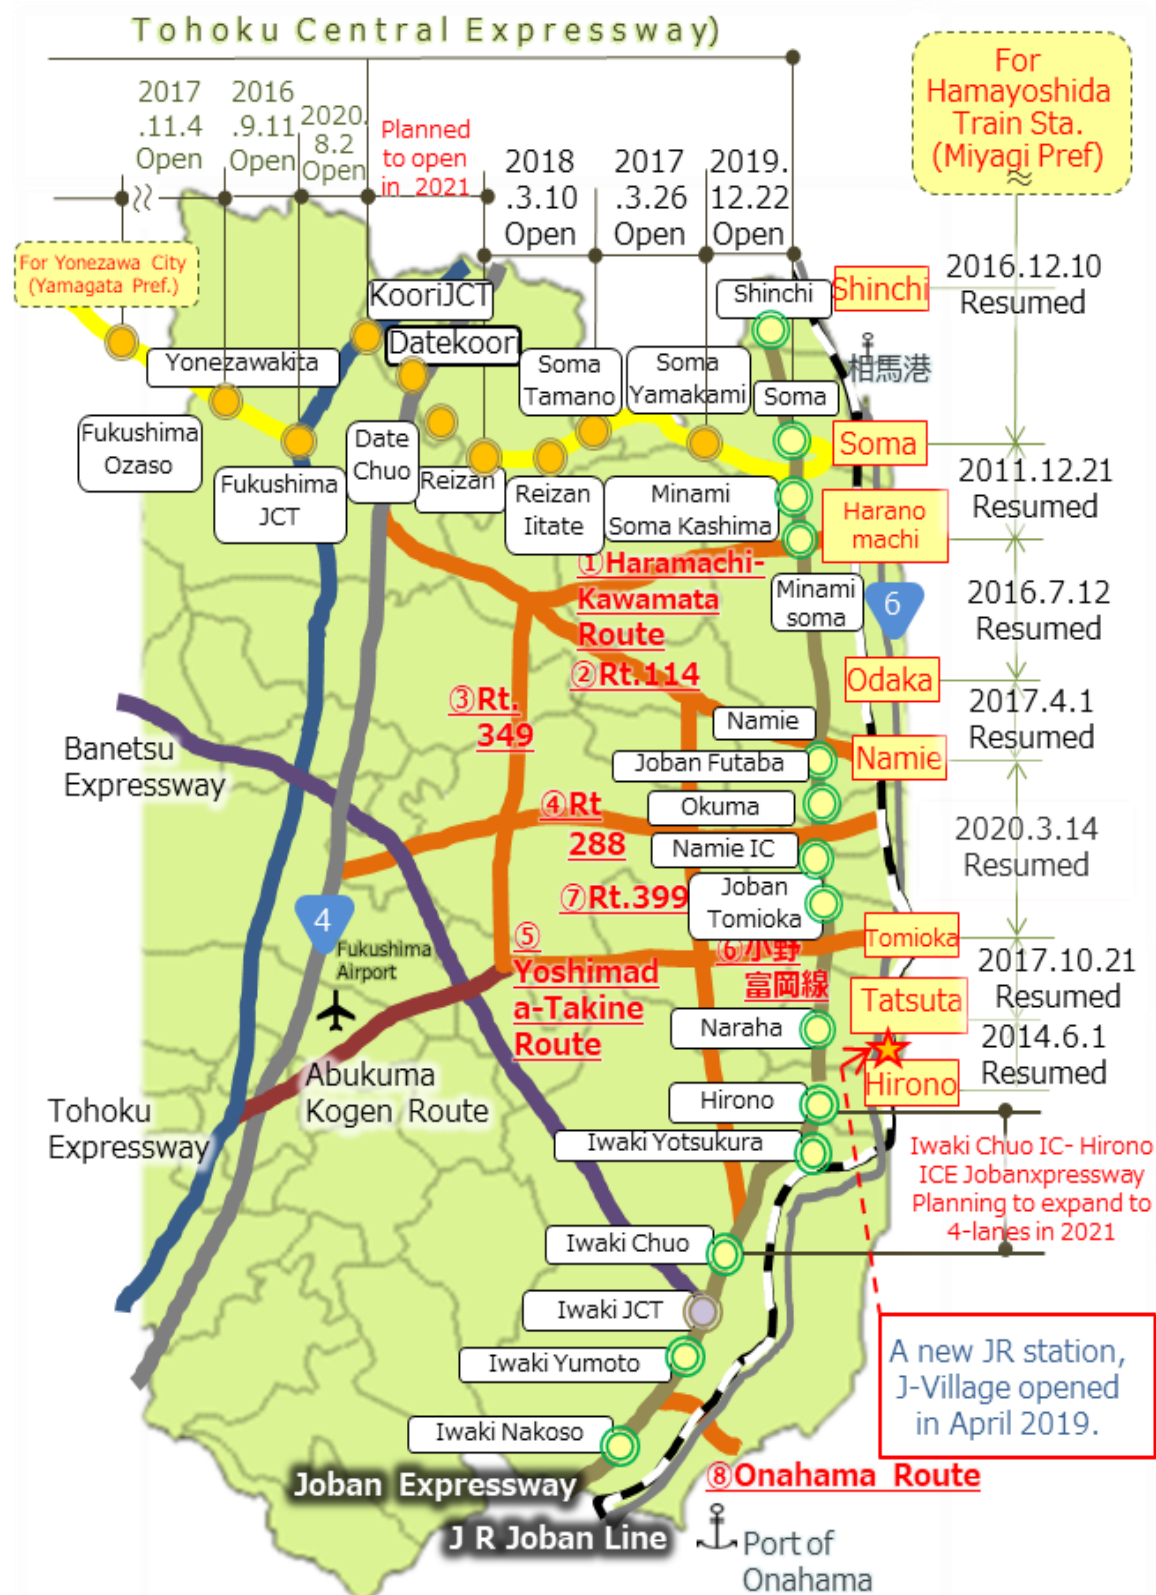 Tohoku Central Expressway)
2017
.11.4
Open
2016
.9.11
Open
2020.
8.2
Open
Planned
to open
in 2021
2018
.3.10
Open
2017
.3.26
Open
2019.
12.22
Open
For
Hamayoshida
Train Sta.
(Miyagi Pref)
For Yonezawa City
(Yamagata Pref.)
KooriJCT
Datekoori
Shinchi
Shinchi
2016.12.10
Resumed
相馬港
Yonezawakita
Soma
Tamano
Soma
Yamakami
Soma
Fukushima
Ozaso
Fukushima
JCT
Date
Chuo
Reizan
Reizan
Iitate
Minami
Soma Kashima
Soma
2011.12.21
Resumed
Harano
machi
①Haramachi-
Kawamata
Route
Minami
soma
6
2016.7.12
Resumed
②Rt.114
③Rt.
349
Odaka
2017.4.1
Resumed
Namie
Namie
Banetsu
Expressway
Joban Futaba
Okuma
④Rt
288
Namie IC
2020.3.14
Resumed
⑦Rt.399
Joban
Tomioka
4
Fukushima
Airport
⑤
Yoshimad
a-Takine
Route
⑥小野
富岡線
Tomioka
2017.10.21
Resumed
Tatsuta
Naraha
2014.6.1
Resumed
Abukuma
Kogen Route
Hirono
Hirono
Tohoku
Expressway
Iwaki Yotsukura
Iwaki Chuo IC- Hirono
ICE Jobanxpressway
Planning to expand to
4-lanes in 2021
Iwaki Chuo
Iwaki JCT
Iwaki Yumoto
A new JR station,
J-Village opened
in April 2019.
Iwaki Nakoso
Joban Expressway
⑧Onahama Route
J R Joban Line
Port of
Onahama